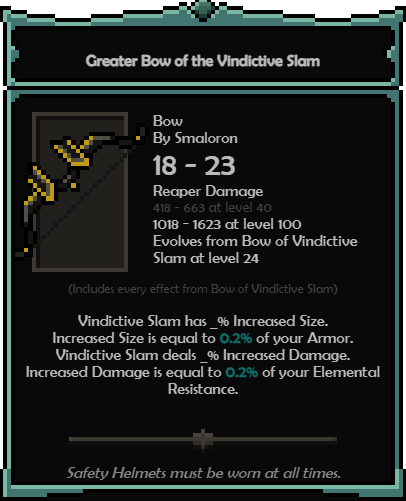 Greater Bow of the Vindictive Slam
Bow
By Smaloron
18 - 23
Reaper Damage
418 - 663 at level 40
1018 - 1623 at level 100
Evolves from Bow of Vindictive
Slam at level 24
(Includes every effect from Bow of Vindictive Slam)
Vindictive Slam has _% Increased Size.
Increased Size is equal to 0.2% of your Armor.
Vindictive Slam deals _% Increased Damage.
Increased Damage is equal to 0.2% of your Elemental
Resistance.
Safety Helmets must be worn at all times.